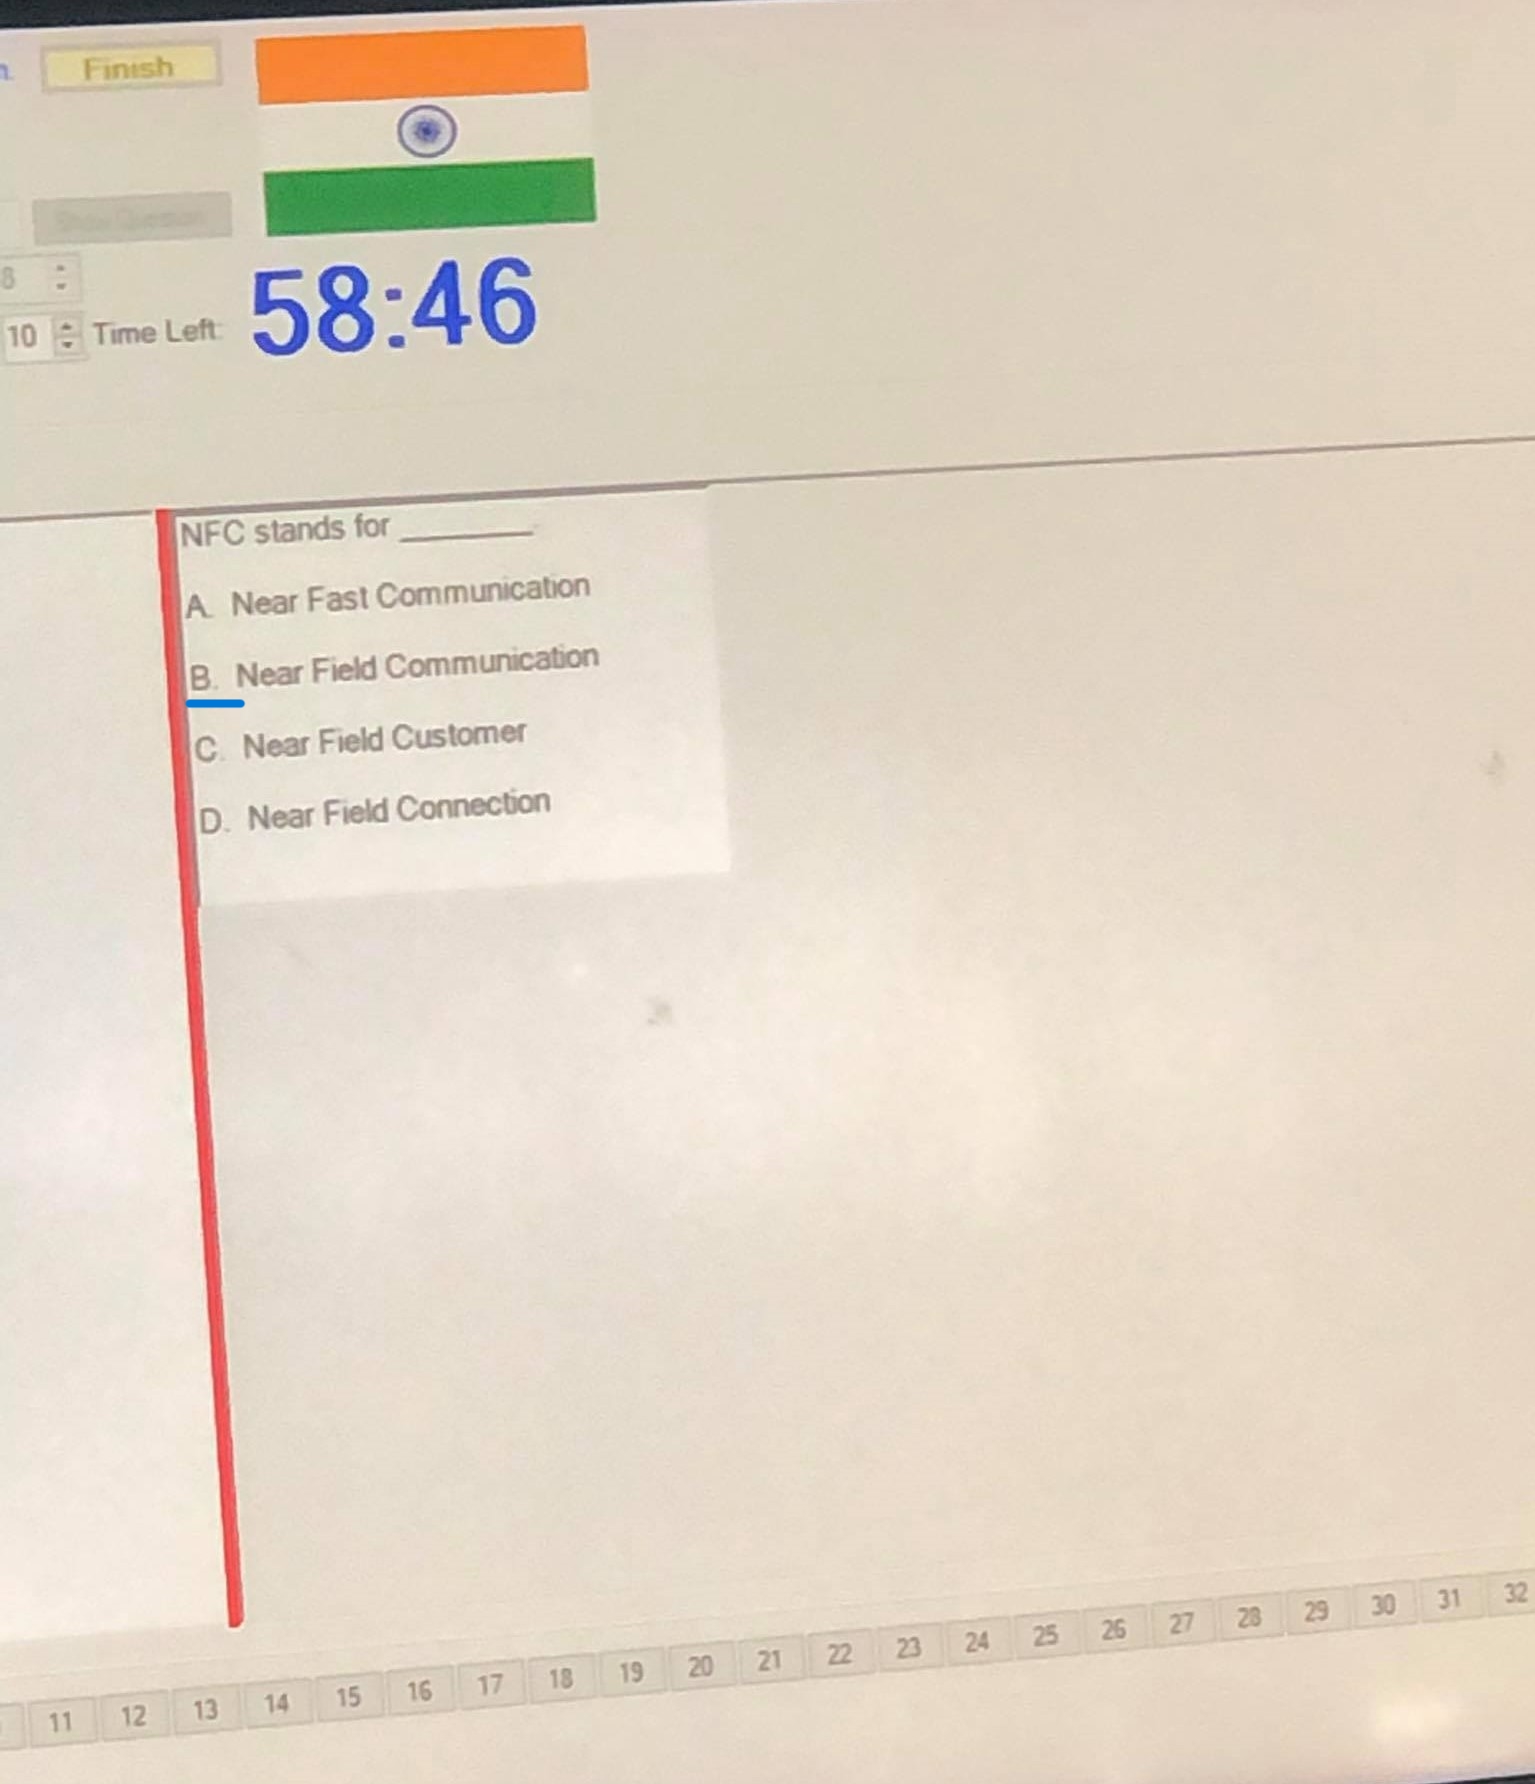 Finish
8
10 Time Left: 58:46
NFC stands for ________.
A. Near Fast Communication
B. Near Field Communication
C. Near Field Customer
D. Near Field Connection
11 12 13 14 15 16 17 18 19 20 21 22 23 24 25 26 27 28 29 30 31 32